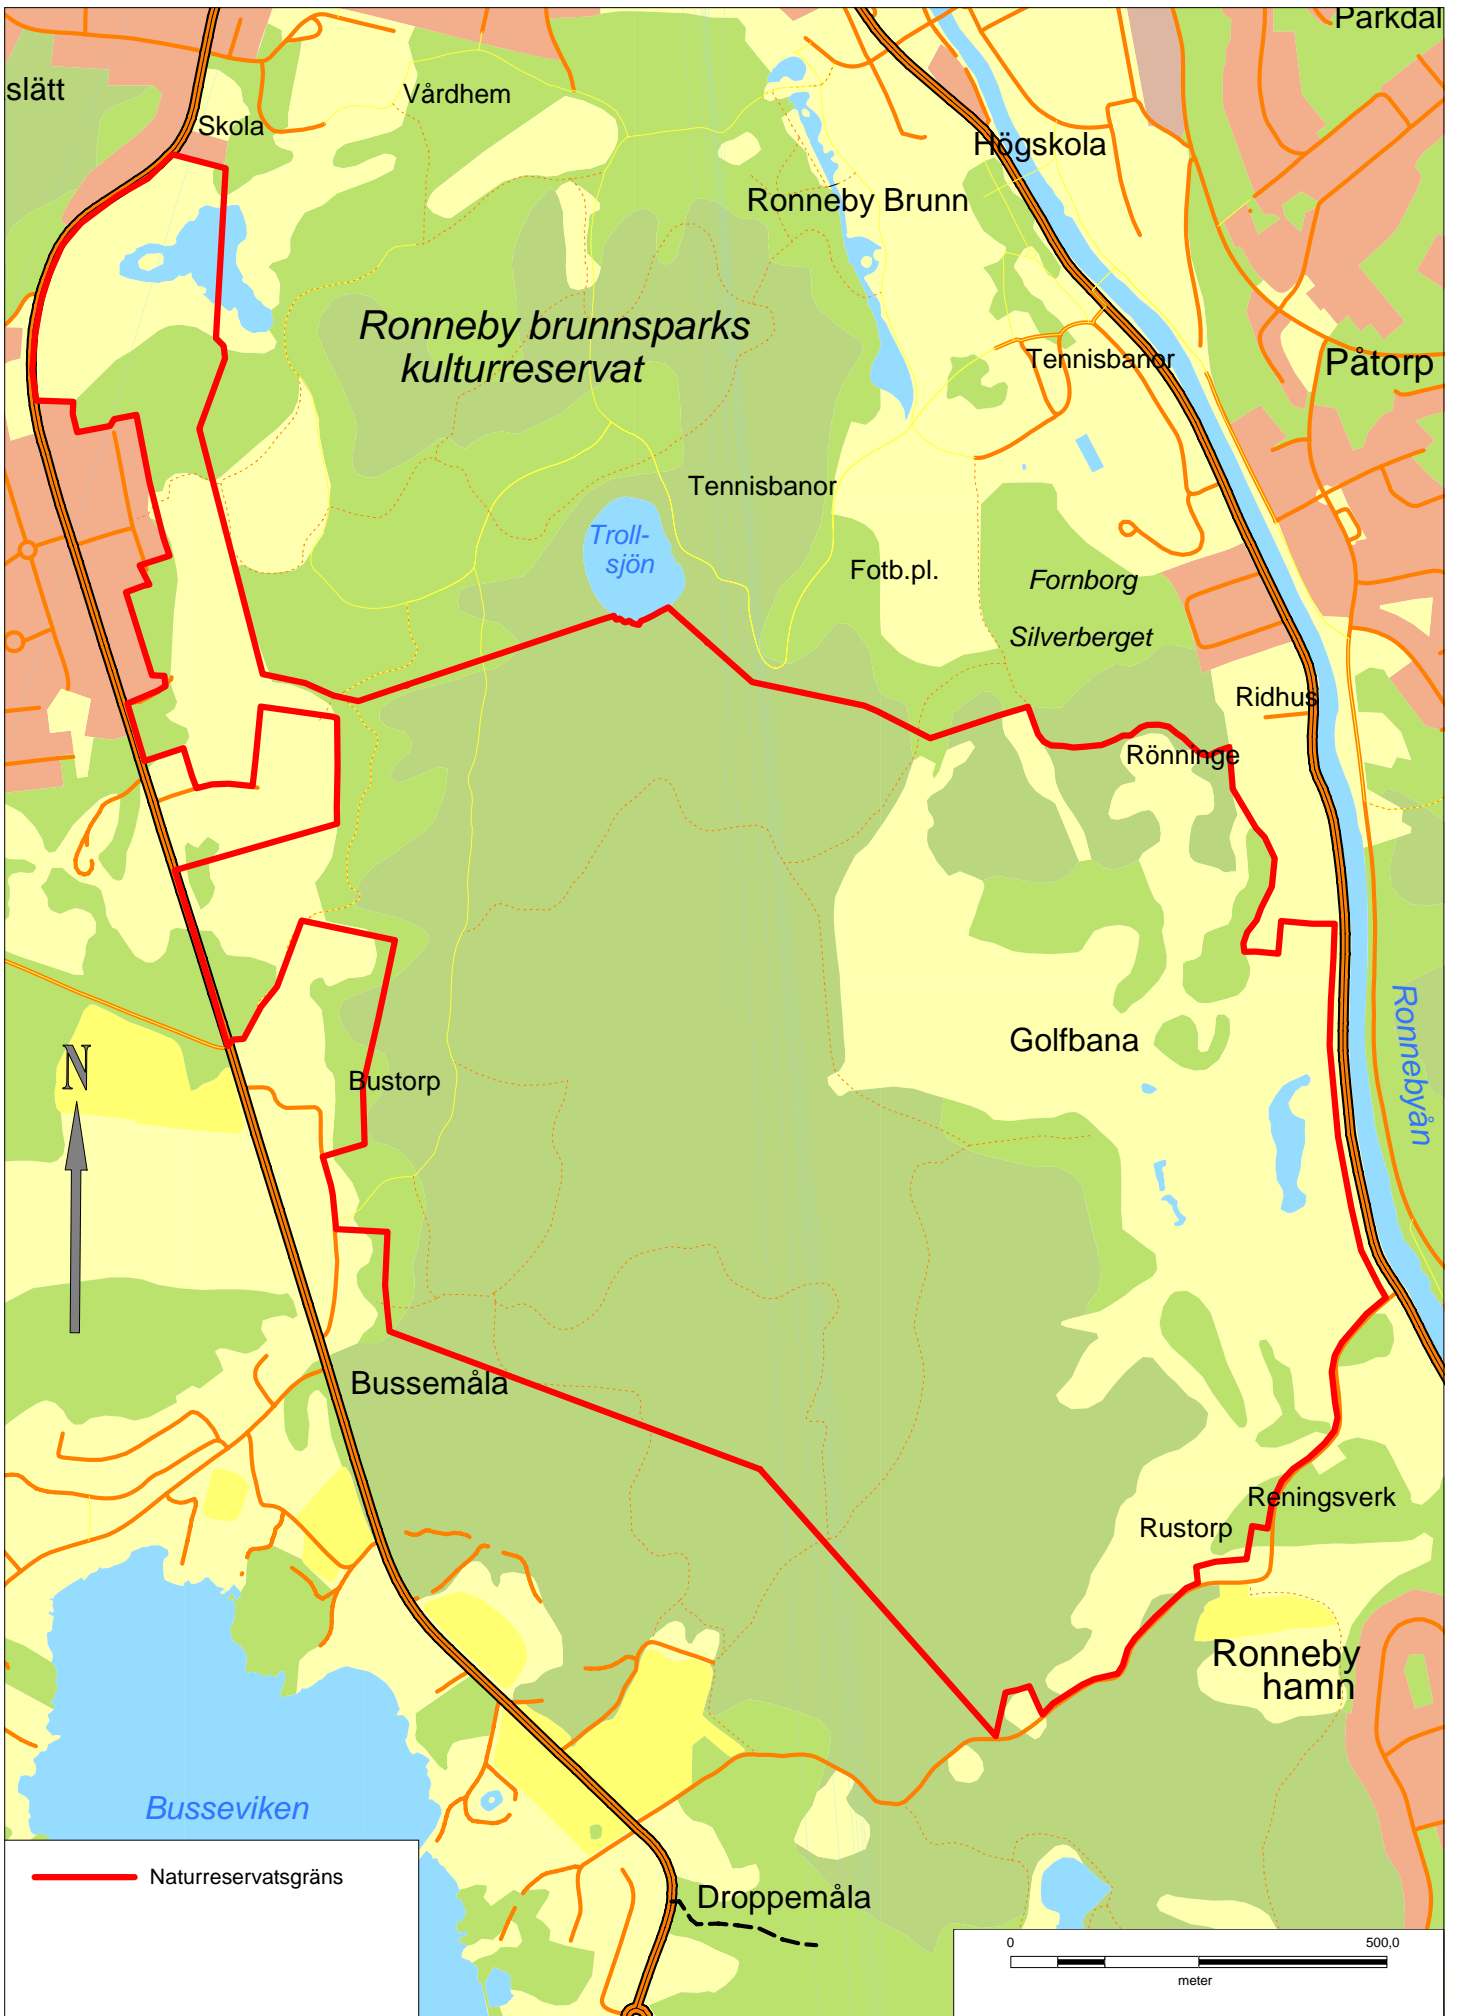 Parkdal
slätt
Vårdhem
Skola
Högskola
Ronneby Brunn
Ronneby brunnsparks
kulturreservat
Tennisbanor
Påtorp
Tennisbanor
Troll-
sjön
Fotb.pl.
Fornborg
Silverberget
Ridhus
Rönninge
Golfbana
Ronnebyån
N
Bustorp
Bussemåla
Reningsverk
Rustorp
Ronneby
hamn
Busseviken
Naturreservatsgräns
Droppemåla
0 500,0
meter